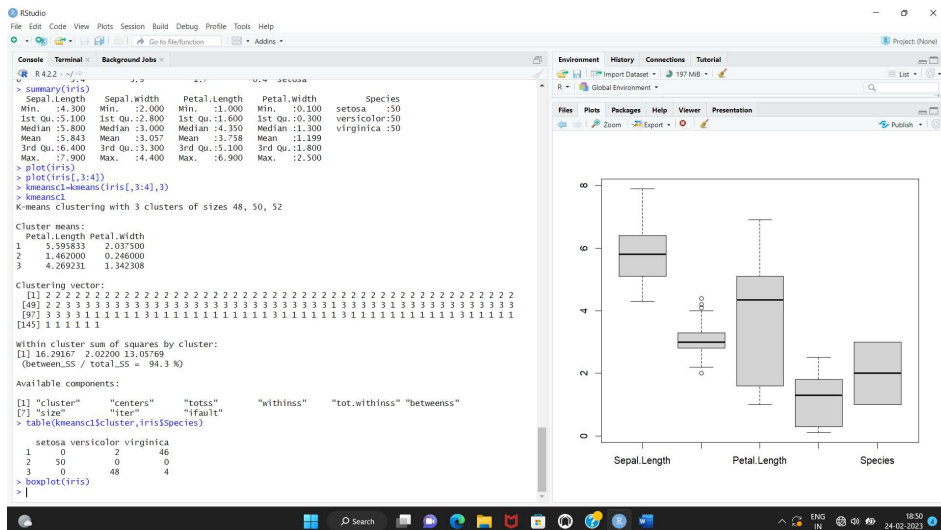 RStudio
File Edit Code View Plots Session Build Debug Profile Tools Help
Go to file/function Addins
Project: (None)
Console Terminal Background Jobs
R 4.2.2 · ~/
> summary(iris)
Sepal.Length Sepal.Width Petal.Length Petal.Width Species
Min. :4.300 Min. :2.000 Min. :1.000 Min. :0.100 setosa :50
1st Qu.:5.100 1st Qu.:2.800 1st Qu.:1.600 1st Qu.:0.300 versicolor:50
Median :5.800 Median :3.000 Median :4.350 Median :1.300 virginica :50
Mean :5.843 Mean :3.057 Mean :3.758 Mean :1.199
3rd Qu.:6.400 3rd Qu.:3.300 3rd Qu.:5.100 3rd Qu.:1.800
Max. :7.900 Max. :4.400 Max. :6.900 Max. :2.500
> plot(iris)
> plot(iris[,3:4])
> kmeansc1=kmeans(iris[,3:4],3)
> kmeansc1
K-means clustering with 3 clusters of sizes 48, 50, 52
Cluster means:
Petal.Length Petal.Width
1 5.595833 2.037500
2 1.462000 0.246000
3 4.269231 1.342308
Clustering vector:
[1] 2 2 2 2 2 2 2 2 2 2 2 2 2 2 2 2 2 2 2 2 2 2 2 2 2 2 2 2 2 2 2 2 2 2 2 2 2 2 2 2 2 2 2 2 2 2 2 2
[49] 2 2 3 3 3 3 3 3 3 3 3 3 3 3 3 3 3 3 3 3 3 3 3 3 3 3 3 3 3 1 3 3 3 3 3 1 3 3 3 3 3 3 3 3 3 3 3 3
[97] 3 3 3 3 1 1 1 1 1 1 3 1 1 1 1 1 1 1 1 1 1 1 1 3 1 1 1 1 1 1 3 1 1 1 1 1 1 1 1 1 1 1 3 1 1 1 1 1
[145] 1 1 1 1 1 1
Within cluster sum of squares by cluster:
[1] 16.29167 2.02200 13.05769
(between_SS / total_SS = 94.3 %)
Available components:
[1] "cluster" "centers" "totss" "withinss" "tot.withinss" "betweenss"
[7] "size" "iter" "ifault"
> table(kmeansc1$cluster,iris$Species)
setosa versicolor virginica
1 0 2 46
2 50 0 0
3 0 48 4
> boxplot(iris)
>
Environment History Connections Tutorial
Import Dataset 197 MiB List
R Global Environment
Files Plots Packages Help Viewer Presentation
Zoom Export Publish
8
6
4
2
0
Sepal.Length Petal.Length Species
Search
ENG
IN
18:50
24-02-2023